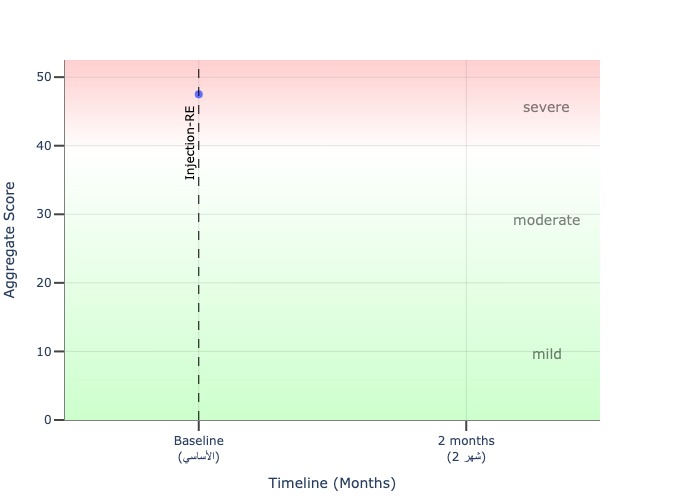 50
severe
Injection-RE
40
Aggregate Score
30
moderate
20
10
mild
0
Baseline
(الأساسي)
2 months
(2 شهر)
Timeline (Months)